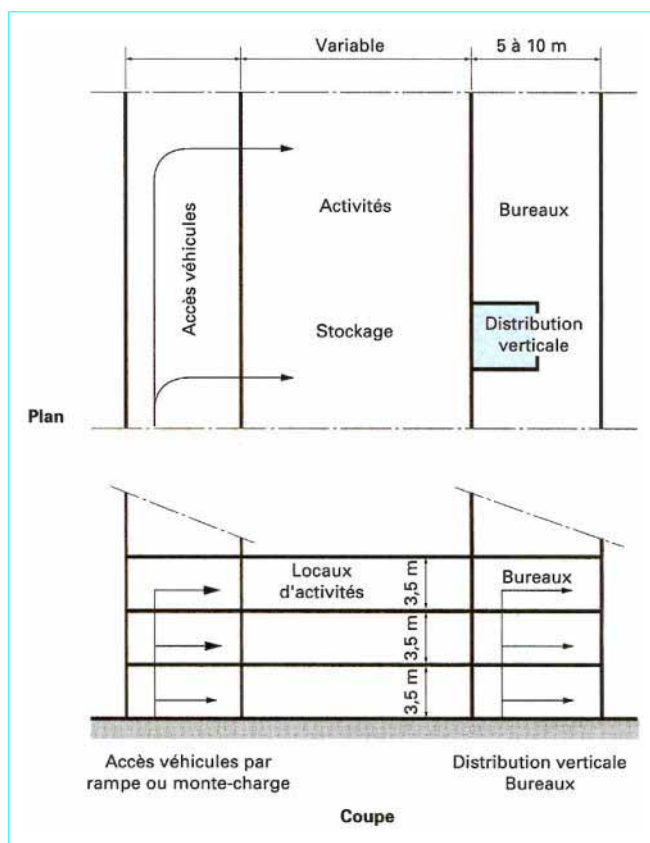 Variable
5 à 10 m
Accès véhicules
Activités
Bureaux
Stockage
Distribution
verticale
Plan
Locaux
d'activités
3,5 m
Bureaux
3,5 m
3,5 m
Accès véhicules par
rampe ou monte-charge
Distribution verticale
Bureaux
Coupe